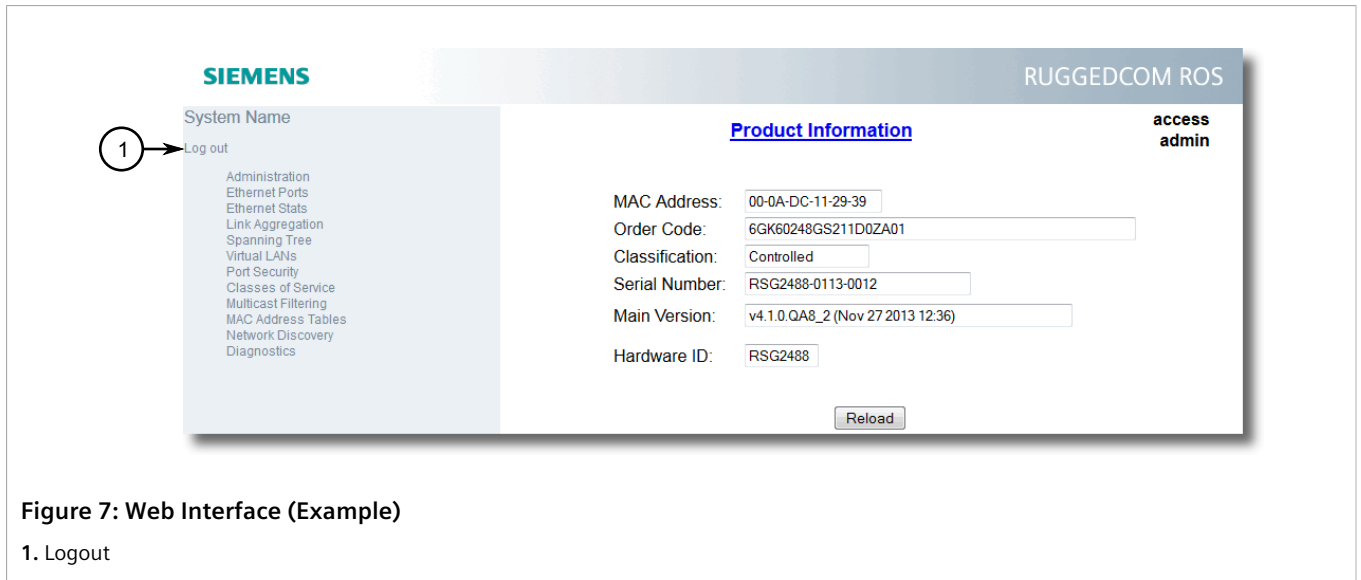 SIEMENS
RUGGEDCOM ROS
System Name
Log out
Administration
Ethernet Ports
Ethernet Stats
Link Aggregation
Spanning Tree
Virtual LANs
Port Security
Classes of Service
Multicast Filtering
MAC Address Tables
Network Discovery
Diagnostics
1
Product Information
access
admin
MAC Address: 00-0A-DC-11-29-39
Order Code: 6GK60248GS211D0ZA01
Classification: Controlled
Serial Number: RSG2488-0113-0012
Main Version: v4.1.0.QA8_2 (Nov 27 2013 12:36)
Hardware ID: RSG2488
Reload
Figure 7: Web Interface (Example)
1. Logout